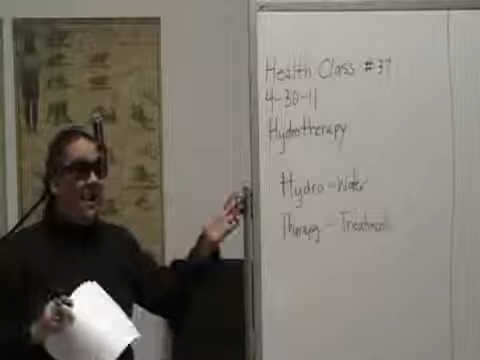 Health Class #37
4-30-11
Hydrotherapy
Hydro - Water
Therapy - Treatment